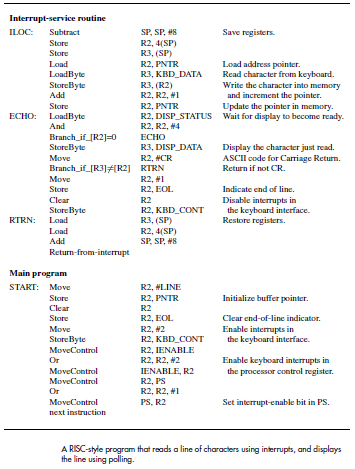 Interrupt-service routine
ILOC: Subtract SP, SP, #8 Save registers.
Store R2, 4(SP)
Store R3, (SP)
Load R2, PNTR Load address pointer.
LoadByte R3, KBD_DATA Read character from keyboard.
StoreByte R3, (R2) Write the character into memory
Add R2, R2, #1 and increment the pointer.
Store R2, PNTR Update the pointer in memory.
ECHO: LoadByte R2, DISP_STATUS Wait for display to become ready.
And R2, R2, #4
Branch_if_[R2]=0 ECHO
StoreByte R3, DISP_DATA Display the character just read.
Move R2, #CR ASCII code for Carriage Return.
Branch_if_[R3]≠[R2] RTRN Return if not CR.
Move R2, #1
Store R2, EOL Indicate end of line.
Clear R2 Disable interrupts in
StoreByte R2, KBD_CONT the keyboard interface.
RTRN: Load R3, (SP) Restore registers.
Load R2, 4(SP)
Add SP, SP, #8
Return-from-interrupt
Main program
START: Move R2, #LINE
Store R2, PNTR Initialize buffer pointer.
Clear R2
Store R2, EOL Clear end-of-line indicator.
Move R2, #2 Enable interrupts in
StoreByte R2, KBD_CONT the keyboard interface.
MoveControl R2, IENABLE
Or R2, R2, #2 Enable keyboard interrupts in
MoveControl IENABLE, R2 the processor control register.
MoveControl R2, PS
Or R2, R2, #1
MoveControl PS, R2 Set interrupt-enable bit in PS.
next instruction
A RISC-style program that reads a line of characters using interrupts, and displays
the line using polling.